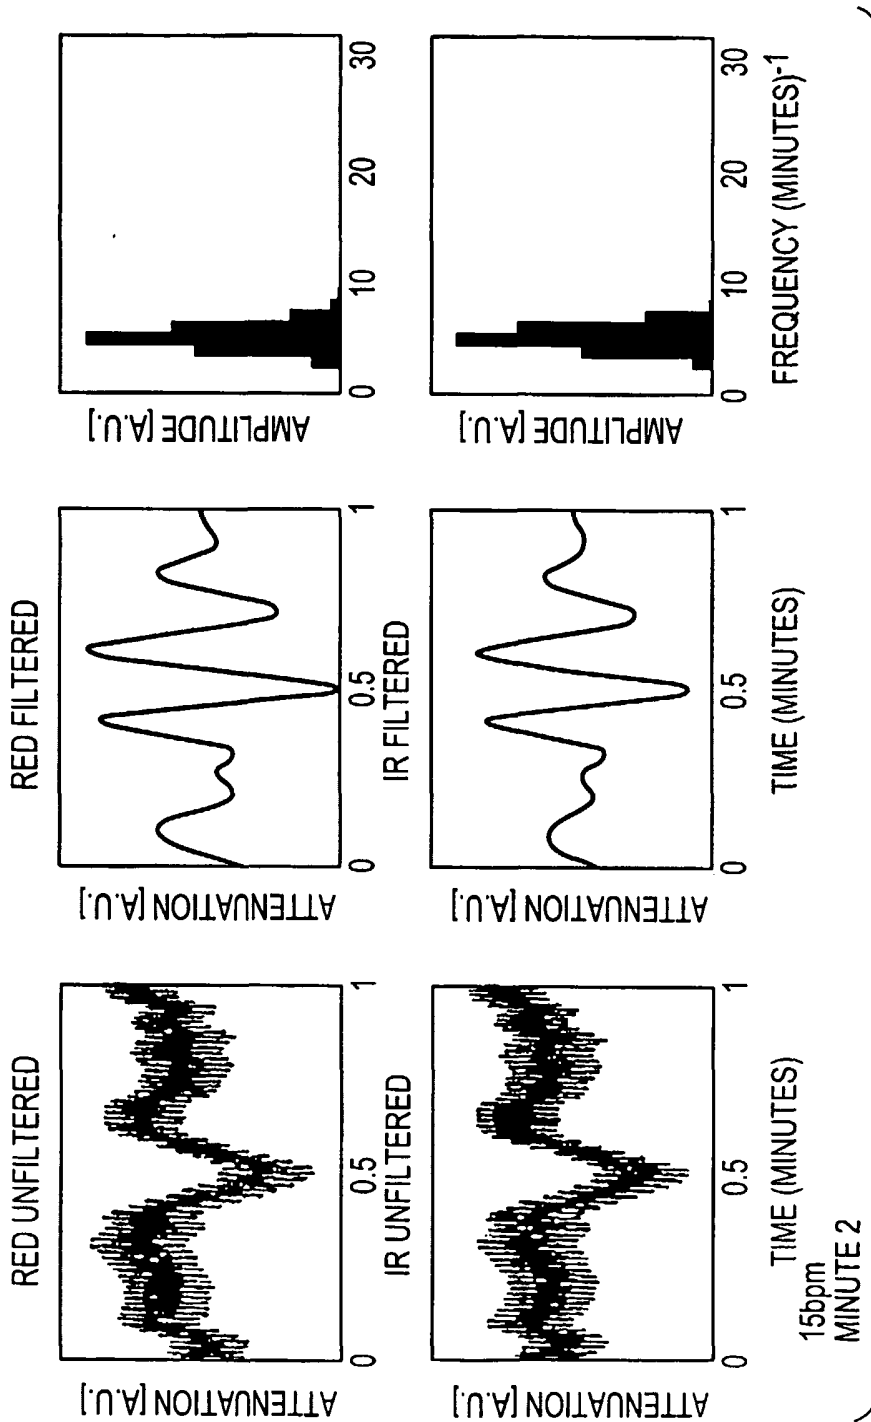 RED UNFILTERED
ATTENUATION [A.U.]
0 0.5 1
RED FILTERED
ATTENUATION [A.U.]
0 0.5 1
AMPLITUDE [A.U.]
0 10 20 30
IR UNFILTERED
ATTENUATION [A.U.]
0 0.5 1
TIME (MINUTES)
IR FILTERED
ATTENUATION [A.U.]
0 0.5 1
TIME (MINUTES)
AMPLITUDE [A.U.]
0 10 20 30
FREQUENCY (MINUTES)-1
15bpm
MINUTE 2